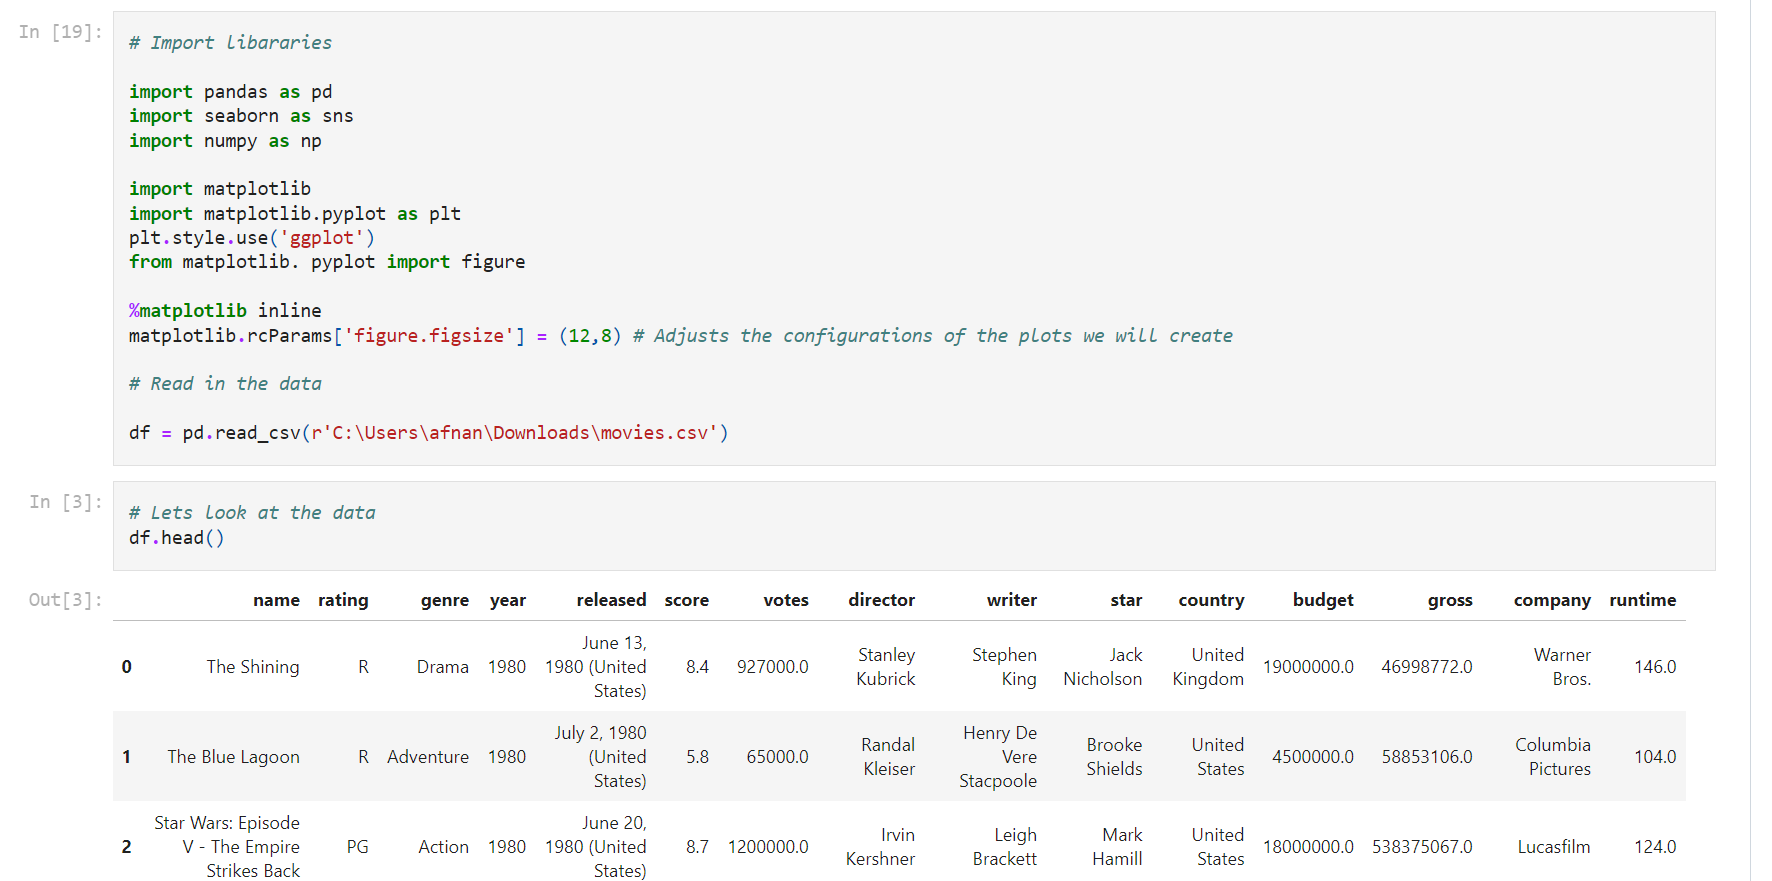 In [19]:
# Import libararies
import pandas as pd
import seaborn as sns
import numpy as np
import matplotlib
import matplotlib.pyplot as plt
plt.style.use('ggplot')
from matplotlib. pyplot import figure
%matplotlib inline
matplotlib.rcParams['figure.figsize'] = (12,8) # Adjusts the configurations of the plots we will create
# Read in the data
df = pd.read_csv(r'C:\Users\afnan\Downloads\movies.csv')
In [3]:
# Lets look at the data
df.head()
Out[3]:
name rating genre year released score votes director writer star country budget gross company runtime
0 The Shining R Drama 1980 June 13, 1980 (United States) 8.4 927000.0 Stanley Kubrick Stephen King Jack Nicholson United Kingdom 19000000.0 46998772.0 Warner Bros. 146.0
1 The Blue Lagoon R Adventure 1980 July 2, 1980 (United States) 5.8 65000.0 Randal Kleiser Henry De Vere Stacpoole Brooke Shields United States 4500000.0 58853106.0 Columbia Pictures 104.0
2 Star Wars: Episode V - The Empire Strikes Back PG Action 1980 June 20, 1980 (United States) 8.7 1200000.0 Irvin Kershner Leigh Brackett Mark Hamill United States 18000000.0 538375067.0 Lucasfilm 124.0